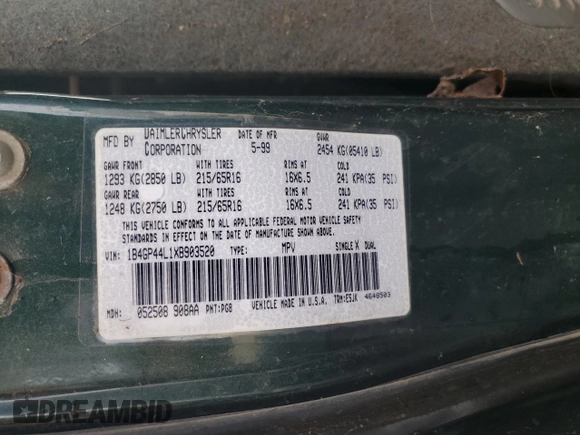 MFD BY DAIMLERCHRYSLER CORPORATION DATE OF MFR 5-99 GVWR 2454 KG(05410 LB)
GAWR FRONT WITH TIRES RIMS AT COLD
1293 KG(2850 LB) 215/65R16 16X6.5 241 KPA(35 PSI)
GAWR REAR WITH TIRES RIMS AT COLD
1248 KG(2750 LB) 215/65R16 16X6.5 241 KPA(35 PSI)
THIS VEHICLE CONFORMS TO ALL APPLICABLE FEDERAL MOTOR VEHICLE SAFETY
STANDARDS IN EFFECT ON THE DATE OF MANUFACTURE SHOWN ABOVE.
VIN: 1B4GP44L1XB903520 TYPE: MPV SINGLE X DUAL
MDH: 052508 908AA PNT:PG8 VEHICLE MADE IN U.S.A. TRM:E5JK 4648503
DREAMBID